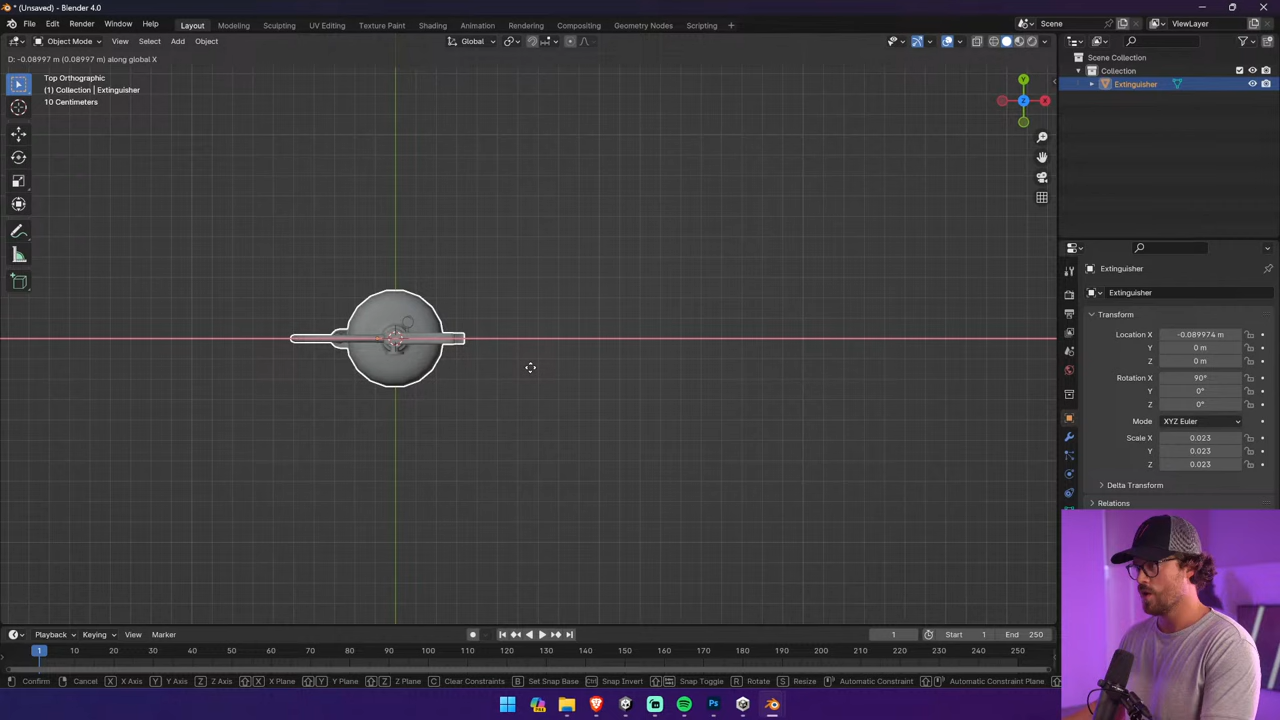 * (Unsaved) - Blender 4.0
File Edit Render Window Help Layout Modeling Sculpting UV Editing Texture Paint Shading Animation Rendering Compositing Geometry Nodes Scripting Scene ViewLayer
Object Mode View Select Add Object Global
D: -0.08997 m (0.08997 m) along global X
Top Orthographic
(1) Collection | Extinguisher
10 Centimeters
Y
Z
X
Scene Collection
Collection
Extinguisher
Extinguisher
Extinguisher
Transform
Location X -0.089974 m
Y 0 m
Z 0 m
Rotation X 90°
Y 0°
Z 0°
Mode XYZ Euler
Scale X 0.023
Y 0.023
Z 0.023
Delta Transform
Relations
Playback Keying View Marker 1 Start 1 End 250
1 10 20 30 40 50 60 70 80 90 100 110 120 130 140 150 160 170 180 190 200 210 220 230 240 250
Confirm Cancel X X Axis Y Y Axis Z Z Axis X X Plane Y Y Plane Z Z Plane C Clear Constraints B Set Snap Base Snap Invert Snap Toggle R Rotate S Resize Automatic Constraint Automatic Constraint Plane